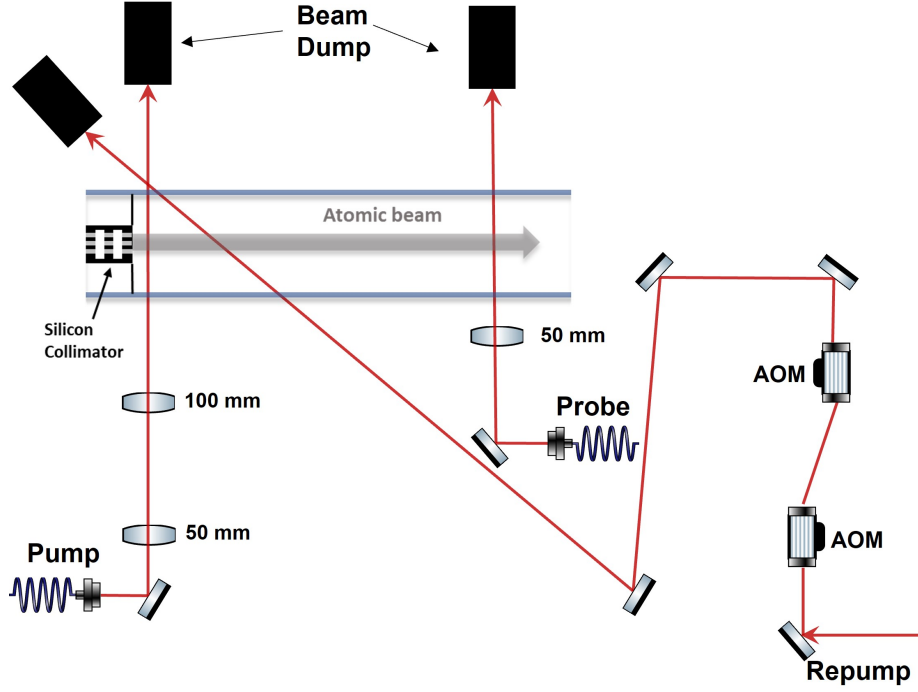 Beam
Dump
Atomic beam
Silicon
Collimator
50 mm
AOM
100 mm
Probe
50 mm
Pump
AOM
Repump